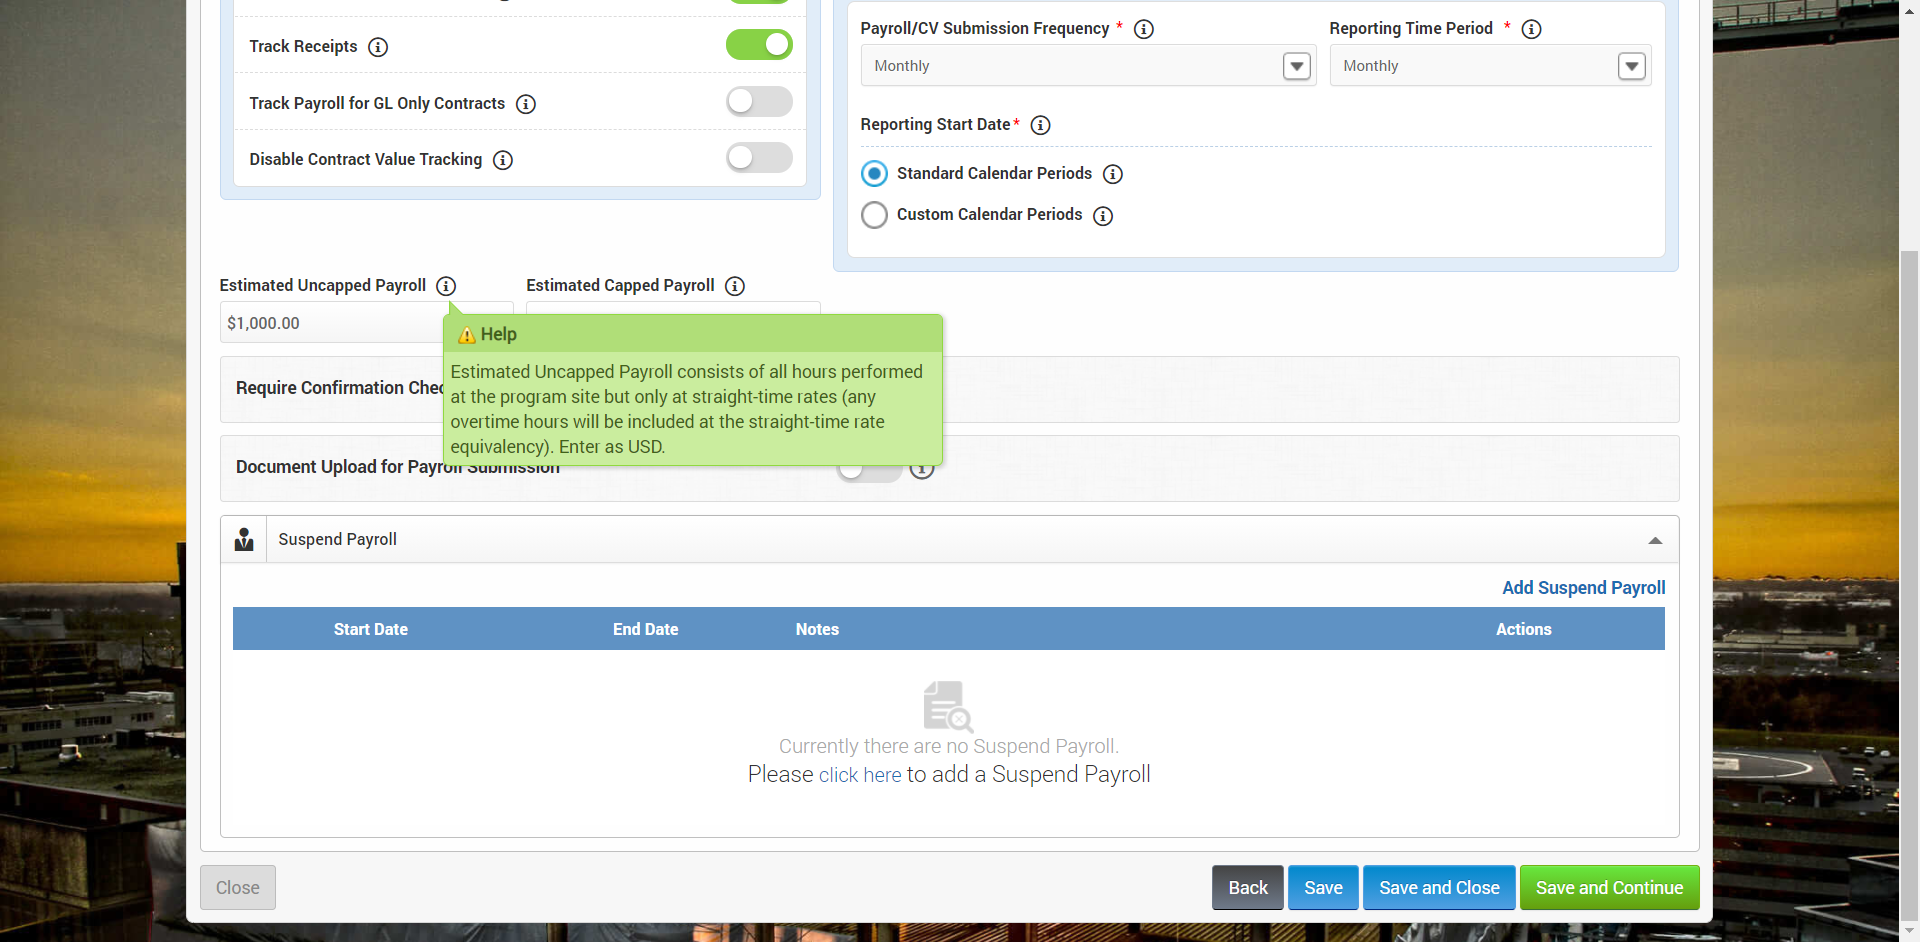 Track Receipts
Track Payroll for GL Only Contracts
Disable Contract Value Tracking
Payroll/CV Submission Frequency *
Reporting Time Period *
Monthly
Monthly
Reporting Start Date*
Standard Calendar Periods
Custom Calendar Periods
Estimated Uncapped Payroll
Estimated Capped Payroll
$1,000.00
Help
Estimated Uncapped Payroll consists of all hours performed
at the program site but only at straight-time rates (any
overtime hours will be included at the straight-time rate
equivalency). Enter as USD.
Require Confirmation
Document Upload for Payroll Submission
Suspend Payroll
Add Suspend Payroll
Start Date End Date Notes Actions
Currently there are no Suspend Payroll.
Please click here to add a Suspend Payroll
Close
Back
Save
Save and Close
Save and Continue